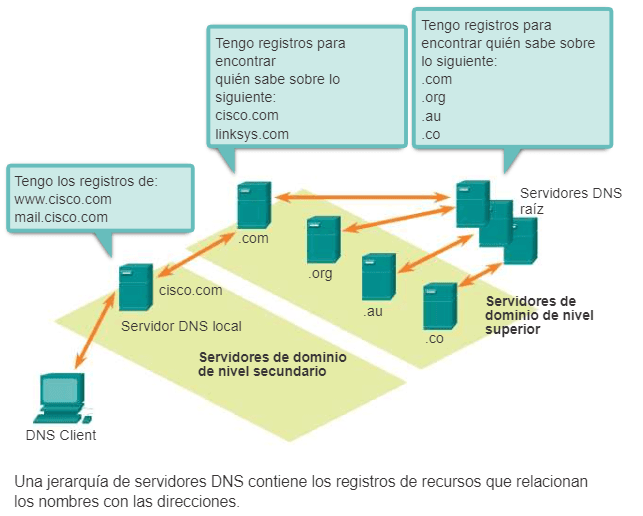 Tengo registros para
encontrar
quién sabe sobre lo
siguiente:
cisco.com
linksys.com
Tengo registros para
encontrar quién sabe sobre
lo siguiente:
.com
.org
.au
.co
Tengo los registros de:
www.cisco.com
mail.cisco.com
Servidores DNS
raíz
.com
.org
.au
.co
Servidores de
dominio de nivel
superior
cisco.com
Servidor DNS local
Servidores de dominio
de nivel secundario
DNS Client
Una jerarquía de servidores DNS contiene los registros de recursos que relacionan
los nombres con las direcciones.